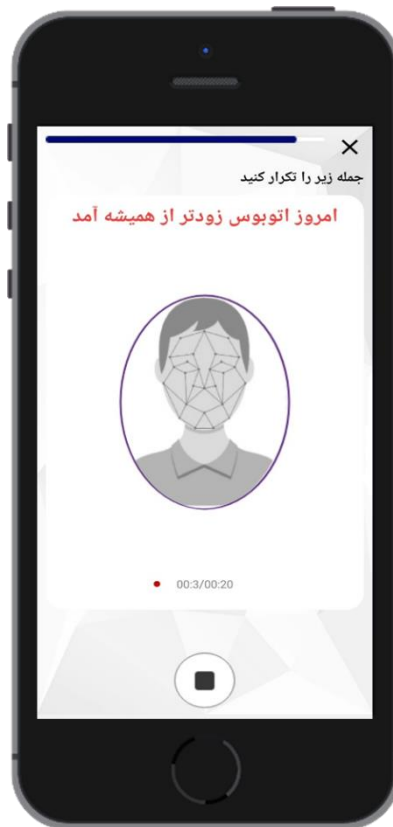 جمله زیر را تکرار کنید
امروز اتوبوس زودتر از همیشه آمد
00:3/00:20